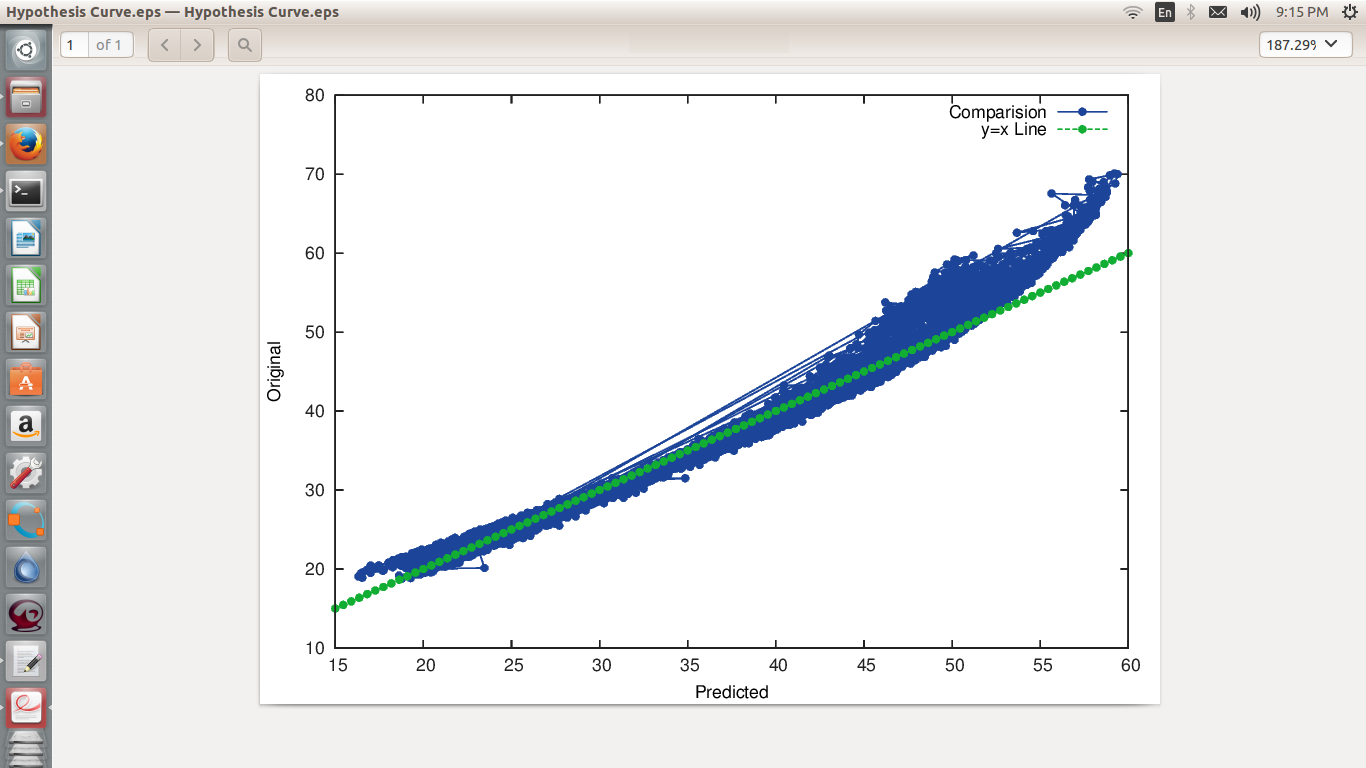 Hypothesis Curve.eps — Hypothesis Curve.eps
En
9:15 PM
1 of 1
187.29%
80
70
60
50
40
30
20
10
Original
Comparision
y=x Line
15 20 25 30 35 40 45 50 55 60
Predicted